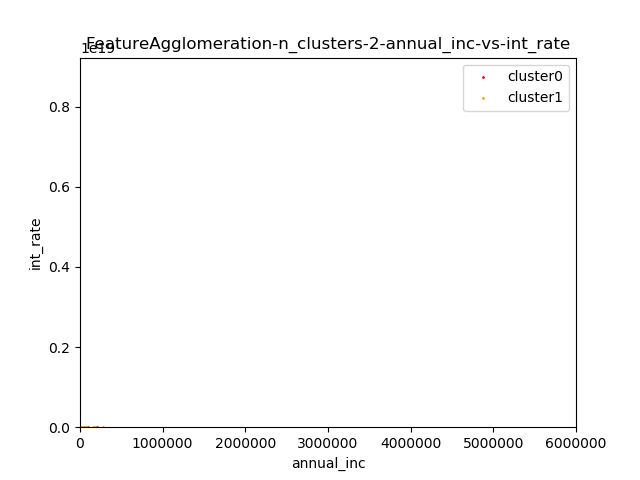 FeatureAgglomeration-n_clusters-2-annual_inc-vs-int_rate
1e19
cluster0
cluster1
0.8
0.6
0.4
0.2
0.0
int_rate
0 1000000 2000000 3000000 4000000 5000000 6000000
annual_inc